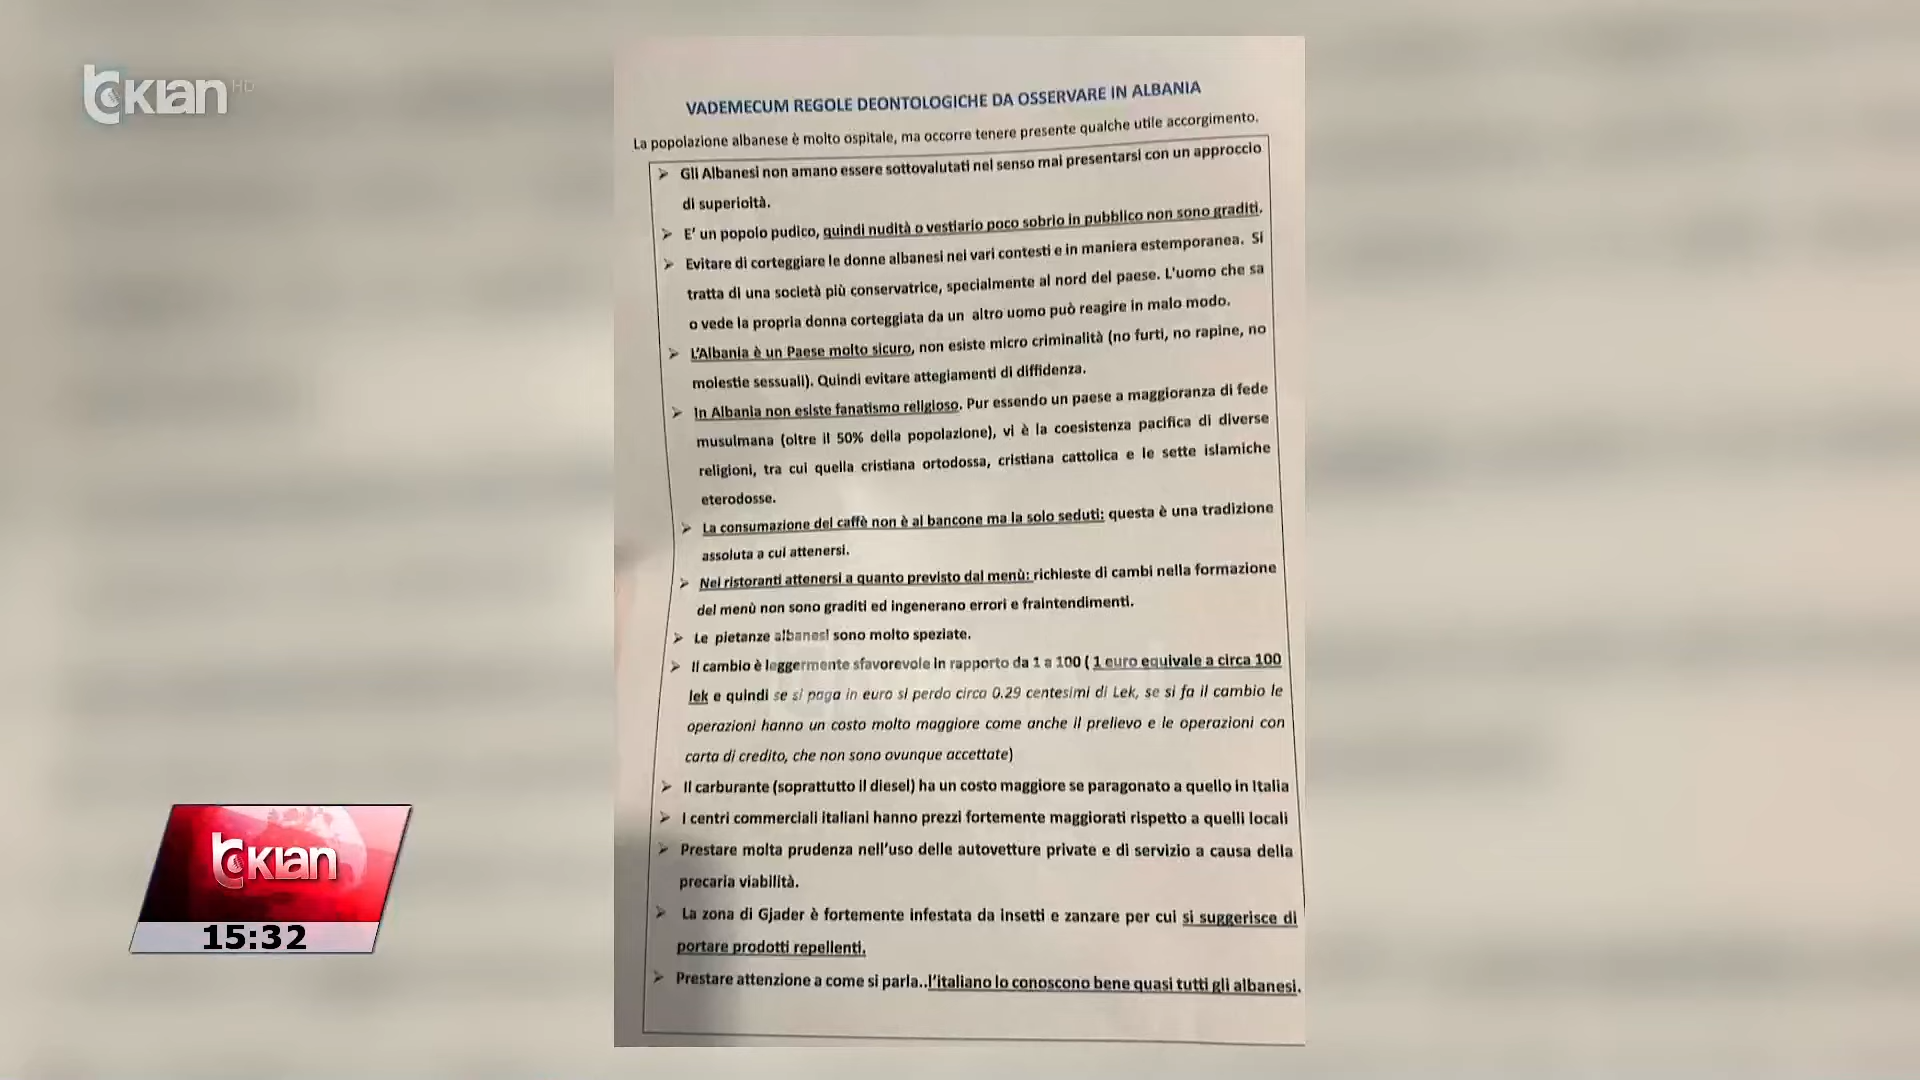 tvklan HD
VADEMECUM REGOLE DEONTOLOGICHE DA OSSERVARE IN ALBANIA
La popolazione albanese è molto ospitale, ma occorre tenere presente qualche utile accorgimento.
➢ Gli Albanesi non amano essere sottovalutati nel senso mai presentarsi con un approccio
di superioità.
➢ E' un popolo pudico, quindi nudità o vestiario poco sobrio in pubblico non sono graditi.
➢ Evitare di corteggiare le donne albanesi nei vari contesti e in maniera estemporanea. Si
tratta di una società più conservatrice, specialmente al nord del paese. L'uomo che sa
o vede la propria donna corteggiata da un altro uomo può reagire in malo modo.
➢ L'Albania è un Paese molto sicuro, non esiste micro criminalità (no furti, no rapine, no
molestie sessuali). Quindi evitare attegiamenti di diffidenza.
➢ In Albania non esiste fanatismo religioso. Pur essendo un paese a maggioranza di fede
musulmana (oltre il 50% della popolazione), vi è la coesistenza pacifica di diverse
religioni, tra cui quella cristiana ortodossa, cristiana cattolica e le sette islamiche
eterodosse.
➢ La consumazione del caffè non è al bancone ma la solo seduti: questa è una tradizione
assoluta a cui attenersi.
➢ Nei ristoranti attenersi a quanto previsto dal menù: richieste di cambi nella formazione
del menù non sono graditi ed ingenerano errori e fraintendimenti.
➢ Le pietanze albanesi sono molto speziate.
➢ Il cambio è leggermente sfavorevole in rapporto da 1 a 100 ( 1 euro equivale a circa 100
lek e quindi se si paga in euro si perdo circa 0.29 centesimi di Lek, se si fa il cambio le
operazioni hanno un costo molto maggiore come anche il prelievo e le operazioni con
carta di credito, che non sono ovunque accettate)
➢ Il carburante (soprattutto il diesel) ha un costo maggiore se paragonato a quello in Italia
➢ I centri commerciali italiani hanno prezzi fortemente maggiorati rispetto a quelli locali
➢ Prestare molta prudenza nell'uso delle autovetture private e di servizio a causa della
precaria viabilità.
➢ La zona di Gjader è fortemente infestata da insetti e zanzare per cui si suggerisce di
portare prodotti repellenti.
➢ Prestare attenzione a come si parla..l'italiano lo conoscono bene quasi tutti gli albanesi.
tvklan
15:32